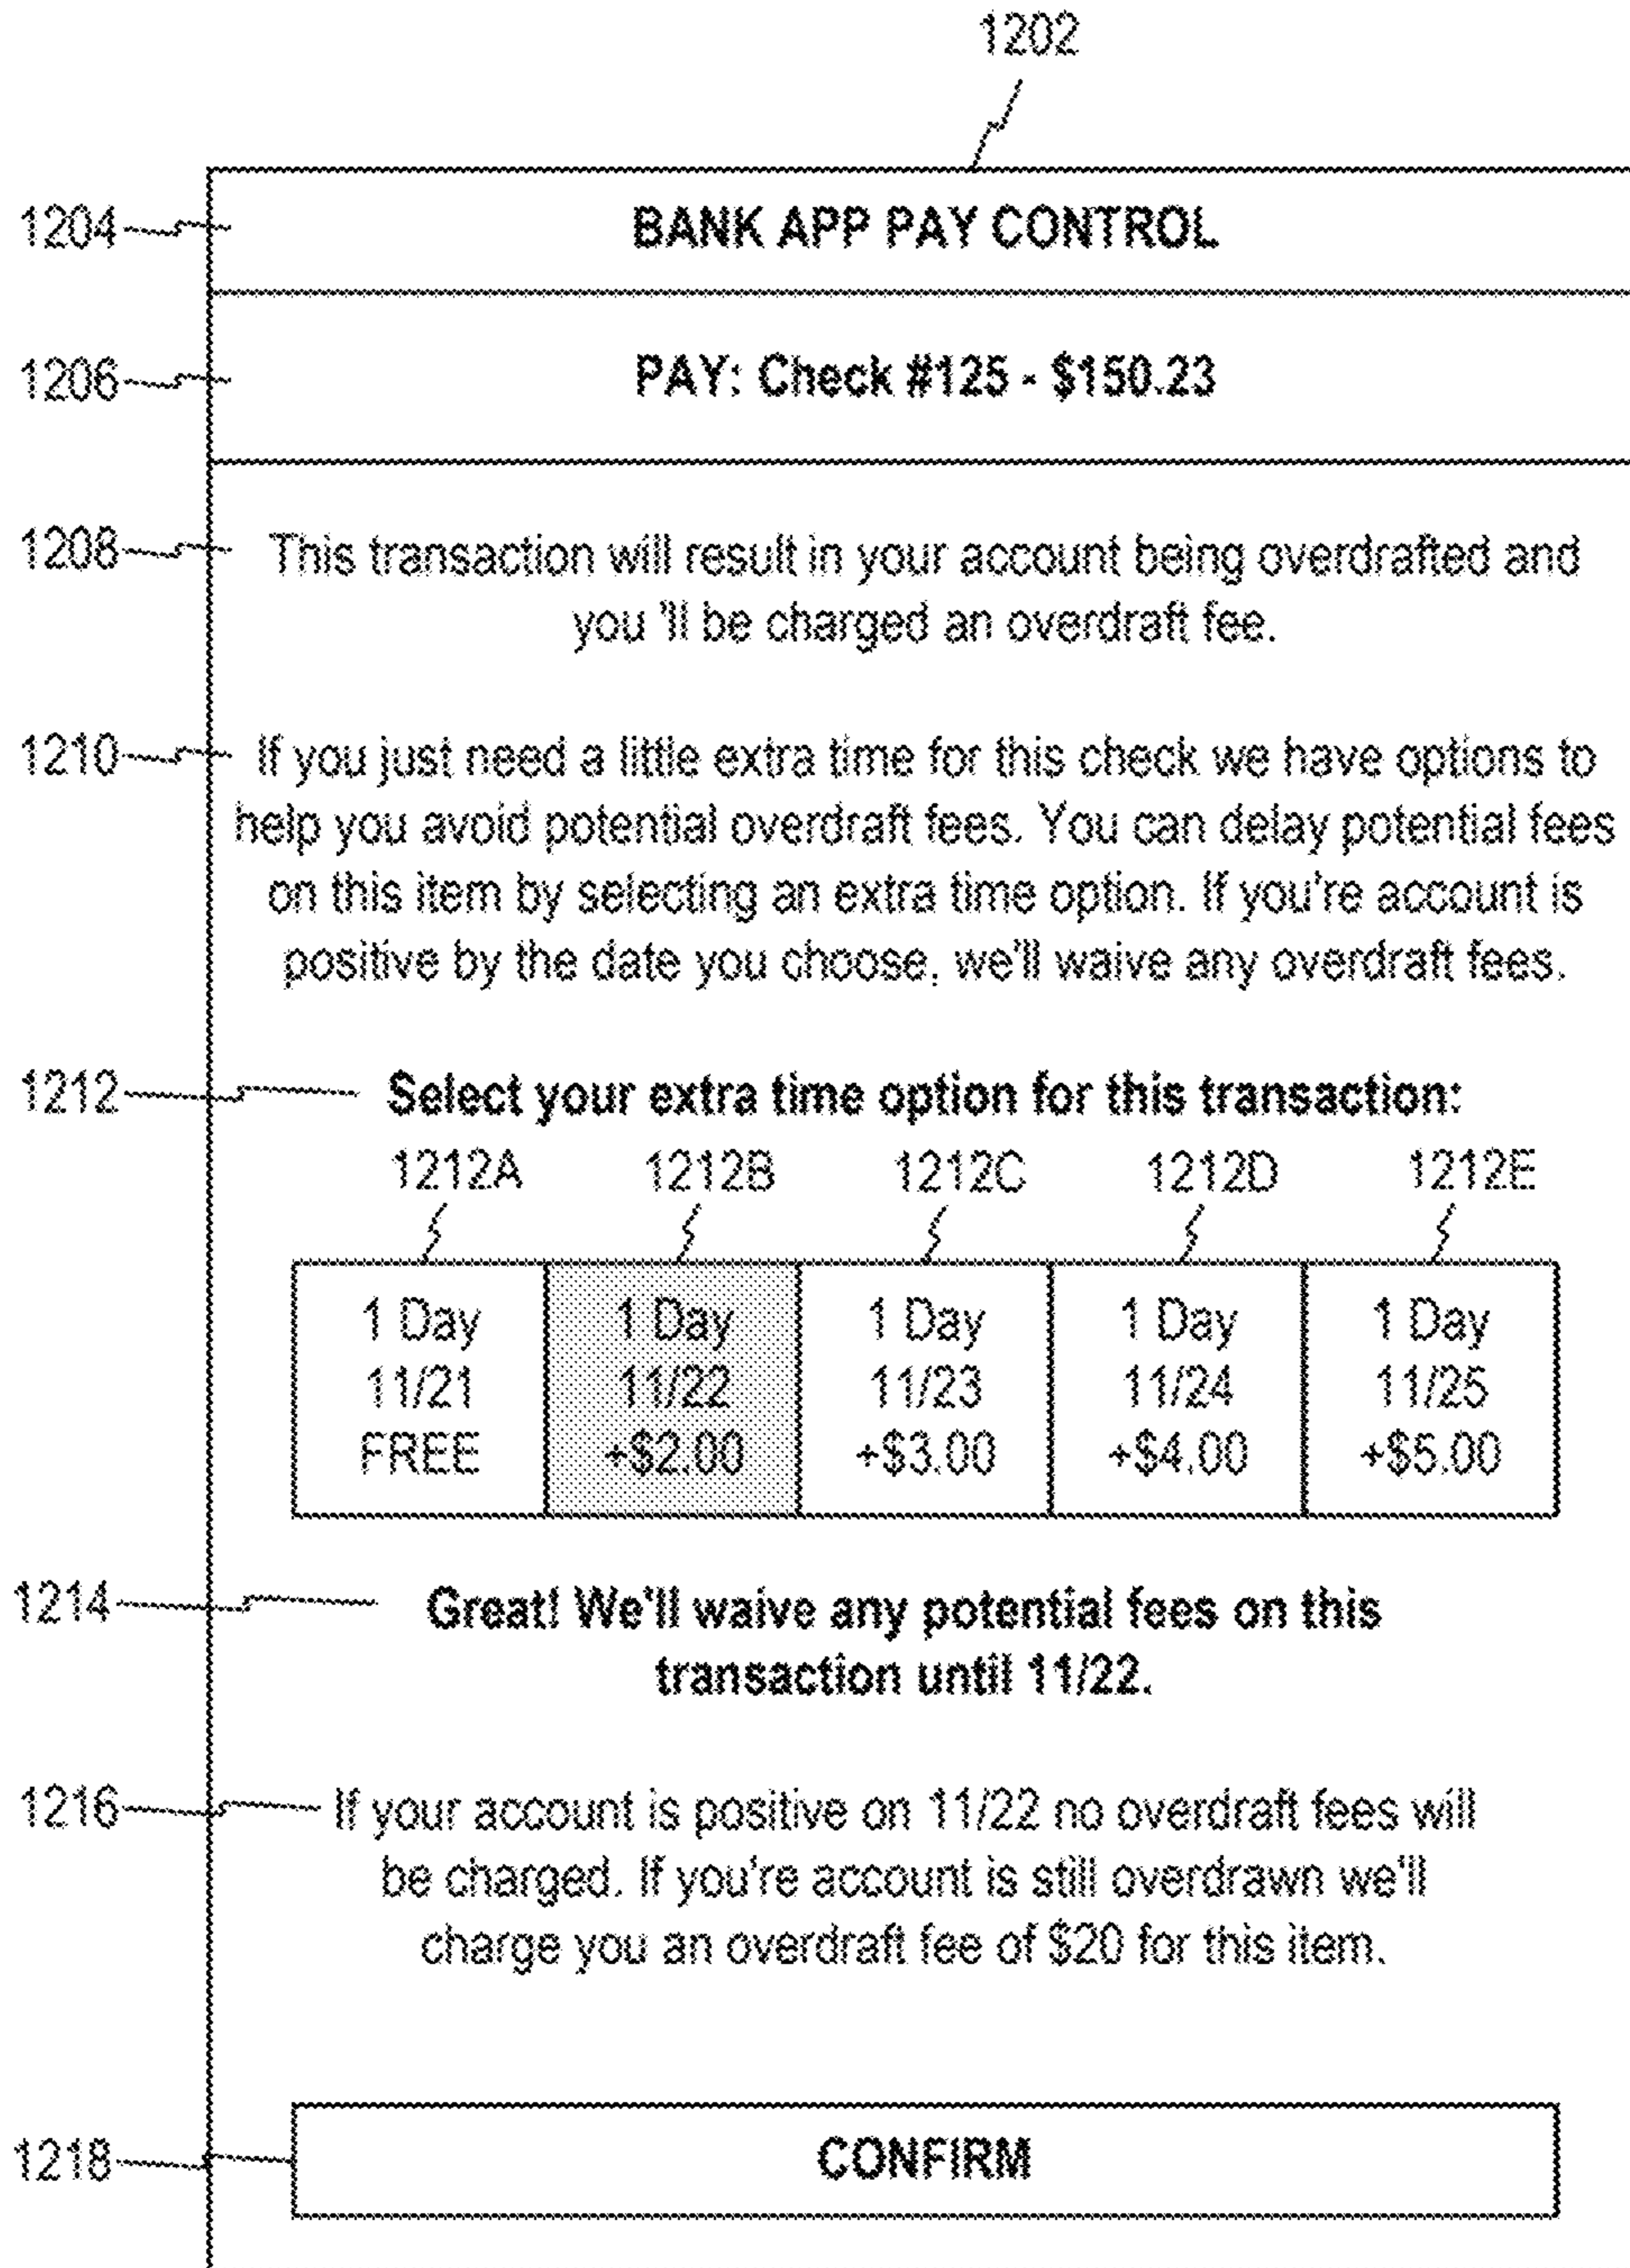 1202
1204
BANK APP PAY CONTROL
1206
PAY: Check #125 - $150.23
1208
This transaction will result in your account being overdrafted and
you 'll be charged an overdraft fee.
1210
If you just need a little extra time for this check we have options to
help you avoid potential overdraft fees. You can delay potential fees
on this item by selecting an extra time option. If you're account is
positive by the date you choose, we'll waive any overdraft fees.
1212
Select your extra time option for this transaction:
1212A 1212B 1212C 1212D 1212E
1 Day 1 Day 1 Day 1 Day 1 Day
11/21 11/22 11/23 11/24 11/25
FREE +$2.00 +$3.00 +$4.00 +$5.00
1214
Great! We'll waive any potential fees on this
transaction until 11/22.
1216
If your account is positive on 11/22 no overdraft fees will
be charged. If you're account is still overdrawn we'll
charge you an overdraft fee of $20 for this item.
1218
CONFIRM